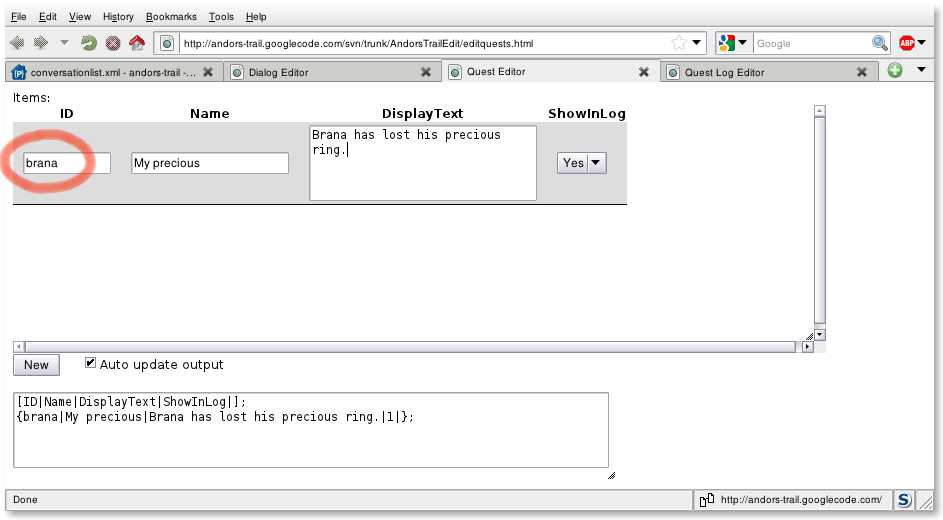 File Edit View History Bookmarks Tools Help
http://andors-trail.googlecode.com/svn/trunk/AndorsTrailEdit/editquests.html
Google
ABP
conversationlist.xml - andors-trail -...
Dialog Editor
Quest Editor
Quest Log Editor
Items:
ID Name DisplayText ShowInLog
brana
My precious
Brana has lost his precious
ring.
Yes
New
Auto update output
[ID|Name|DisplayText|ShowInLog|];
{brana|My precious|Brana has lost his precious ring.|1|};
Done
http://andors-trail.googlecode.com/
S